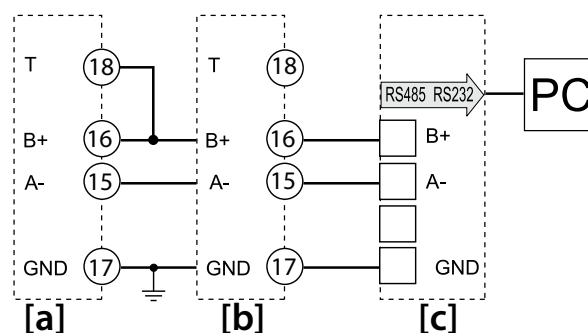 T 18 T 18
RS485 RS232 PC
B+ 16 B+ 16 B+
A- 15 A- 15 A-
GND 17 GND 17 GND
[a] [b] [c]